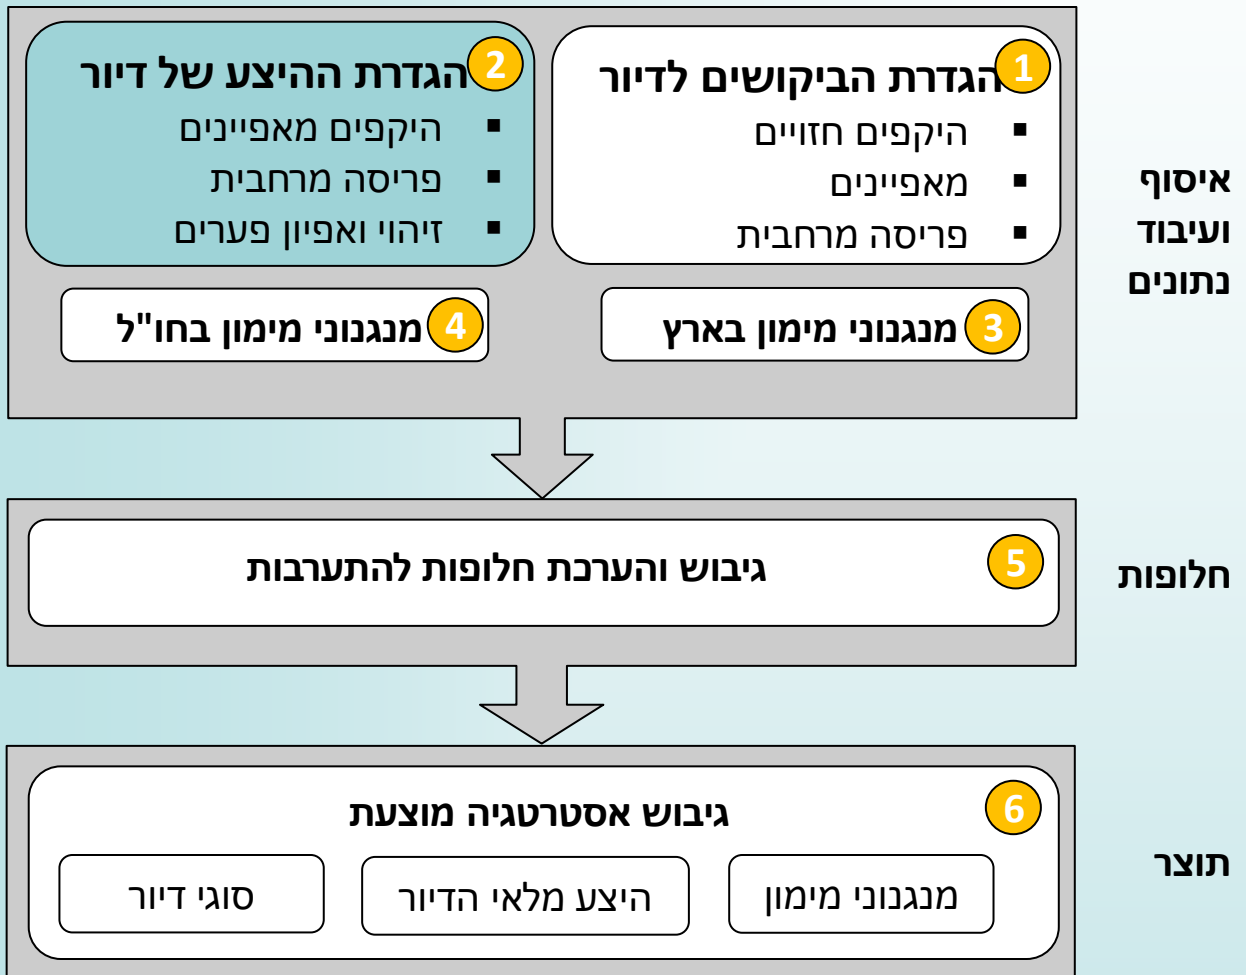 איסוף
ועיבוד
נתונים
1
הגדרת הביקושים לדיור
▪ היקפים חזויים
▪ מאפיינים
▪ פריסה מרחבית
2
הגדרת ההיצע של דיור
▪ היקפים מאפיינים
▪ פריסה מרחבית
▪ זיהוי ואפיון פערים
3
מנגנוני מימון בארץ
4
מנגנוני מימון בחו"ל
חלופות
5
גיבוש והערכת חלופות להתערבות
תוצר
6
גיבוש אסטרטגיה מוצעת
מנגנוני מימון
היצע מלאי הדיור
סוגי דיור